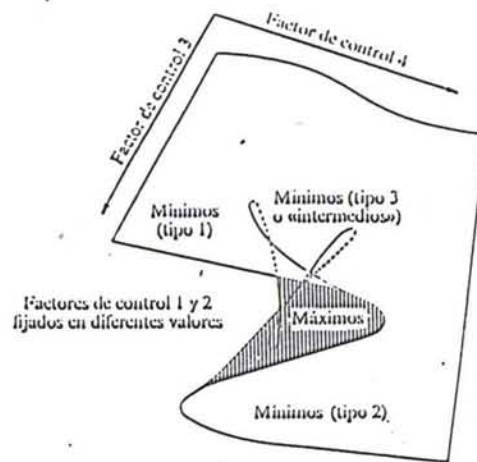 Factor de control 3
Factor de control 4
Mínimos
(tipo 1)
Mínimos (tipo 3
o «intermedios»)
Factores de control 1 y 2
fijados en diferentes valores
Máximos
Mínimos (tipo 2)